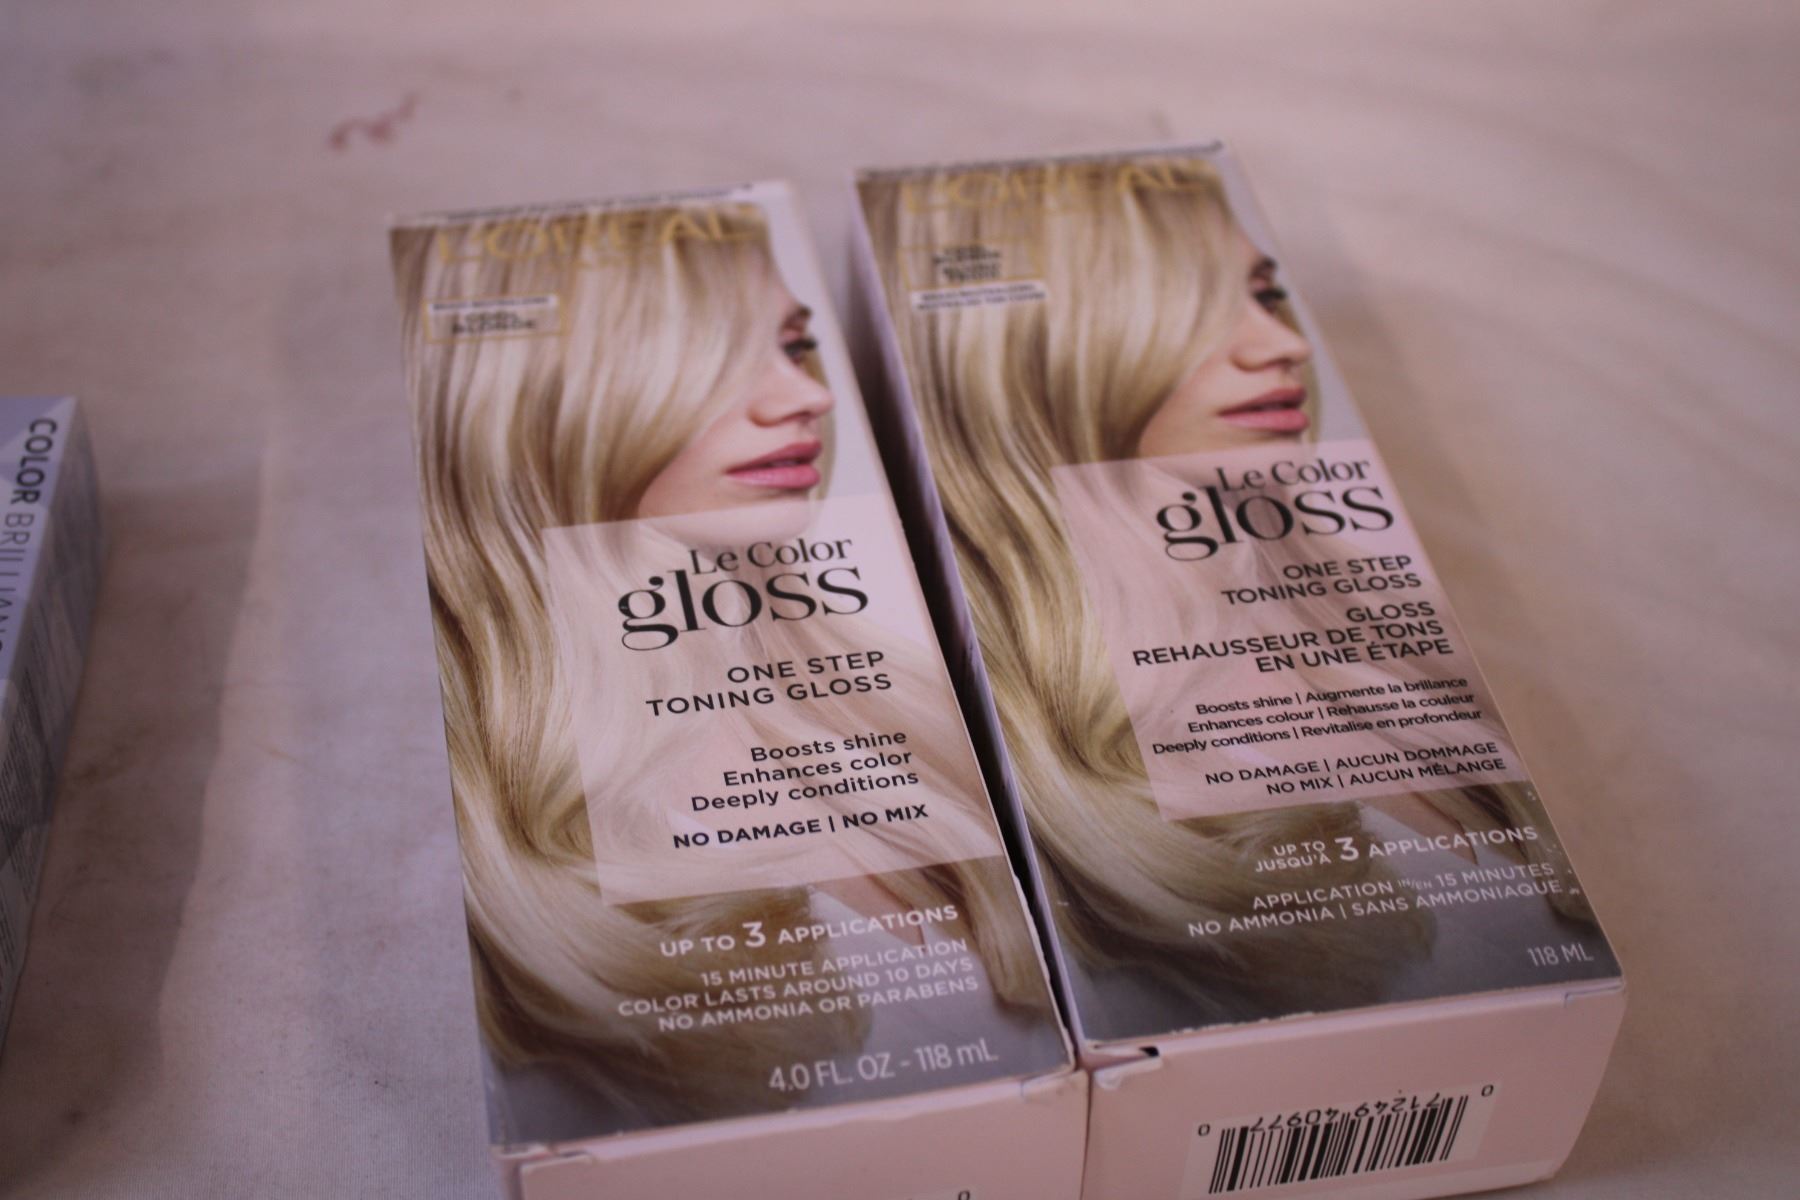 COLOR
L'ORÉAL
COOL
BLONDE
Le Color
gloss
ONE STEP
TONING GLOSS
Boosts shine
Enhances color
Deeply conditions
NO DAMAGE | NO MIX
UP TO 3 APPLICATIONS
15 MINUTE APPLICATION
COLOR LASTS AROUND 10 DAYS
NO AMMONIA OR PARABENS
4.0 FL. OZ - 118 mL
L'ORÉAL
Le Color
gloss
ONE STEP
TONING GLOSS
GLOSS
REHAUSSEUR DE TONS
EN UNE ÉTAPE
Boosts shine | Augmente la brillance
Enhances colour | Rehausse la couleur
Deeply conditions | Revitalise en profondeur
NO DAMAGE | AUCUN DOMMAGE
NO MIX | AUCUN MÉLANGE
UP TO
JUSQU'À 3 APPLICATIONS
APPLICATION IN/EN 15 MINUTES
NO AMMONIA | SANS AMMONIAQUE
118 ML
0 71249 40977 0